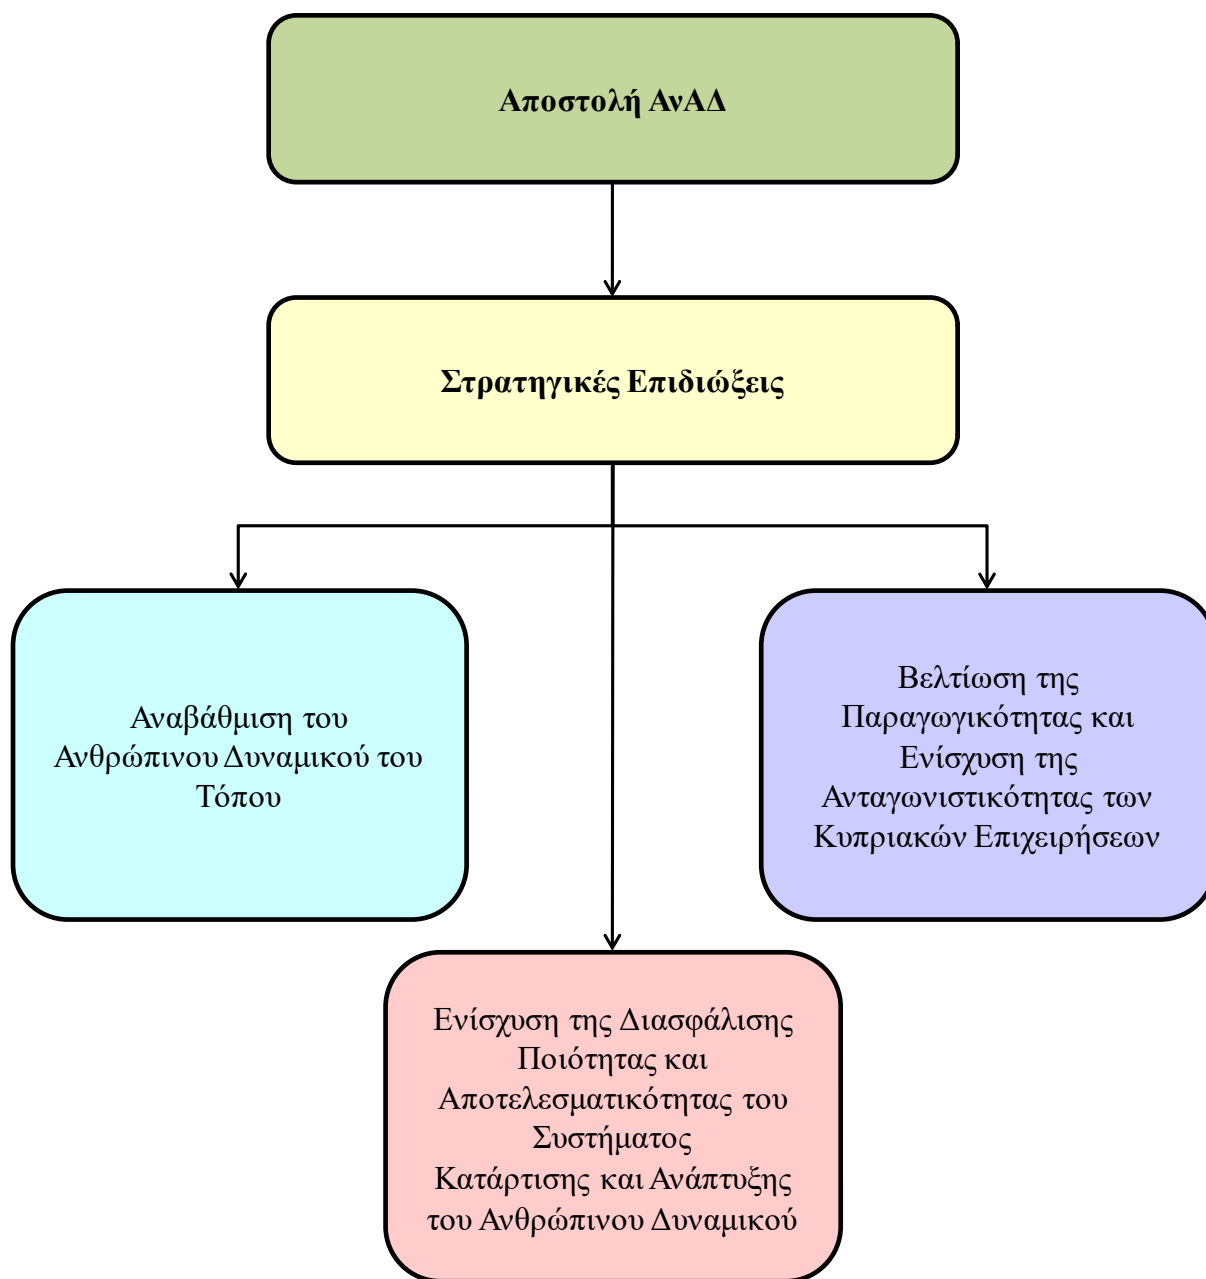 Αποστολή ΑνΑΔ
Στρατηγικές Επιδιώξεις
Αναβάθμιση του
Ανθρώπινου Δυναμικού του
Τόπου
Βελτίωση της
Παραγωγικότητας και
Ενίσχυση της
Ανταγωνιστικότητας των
Κυπριακών Επιχειρήσεων
Ενίσχυση της Διασφάλισης
Ποιότητας και
Αποτελεσματικότητας του
Συστήματος
Κατάρτισης και Ανάπτυξης
του Ανθρώπινου Δυναμικού